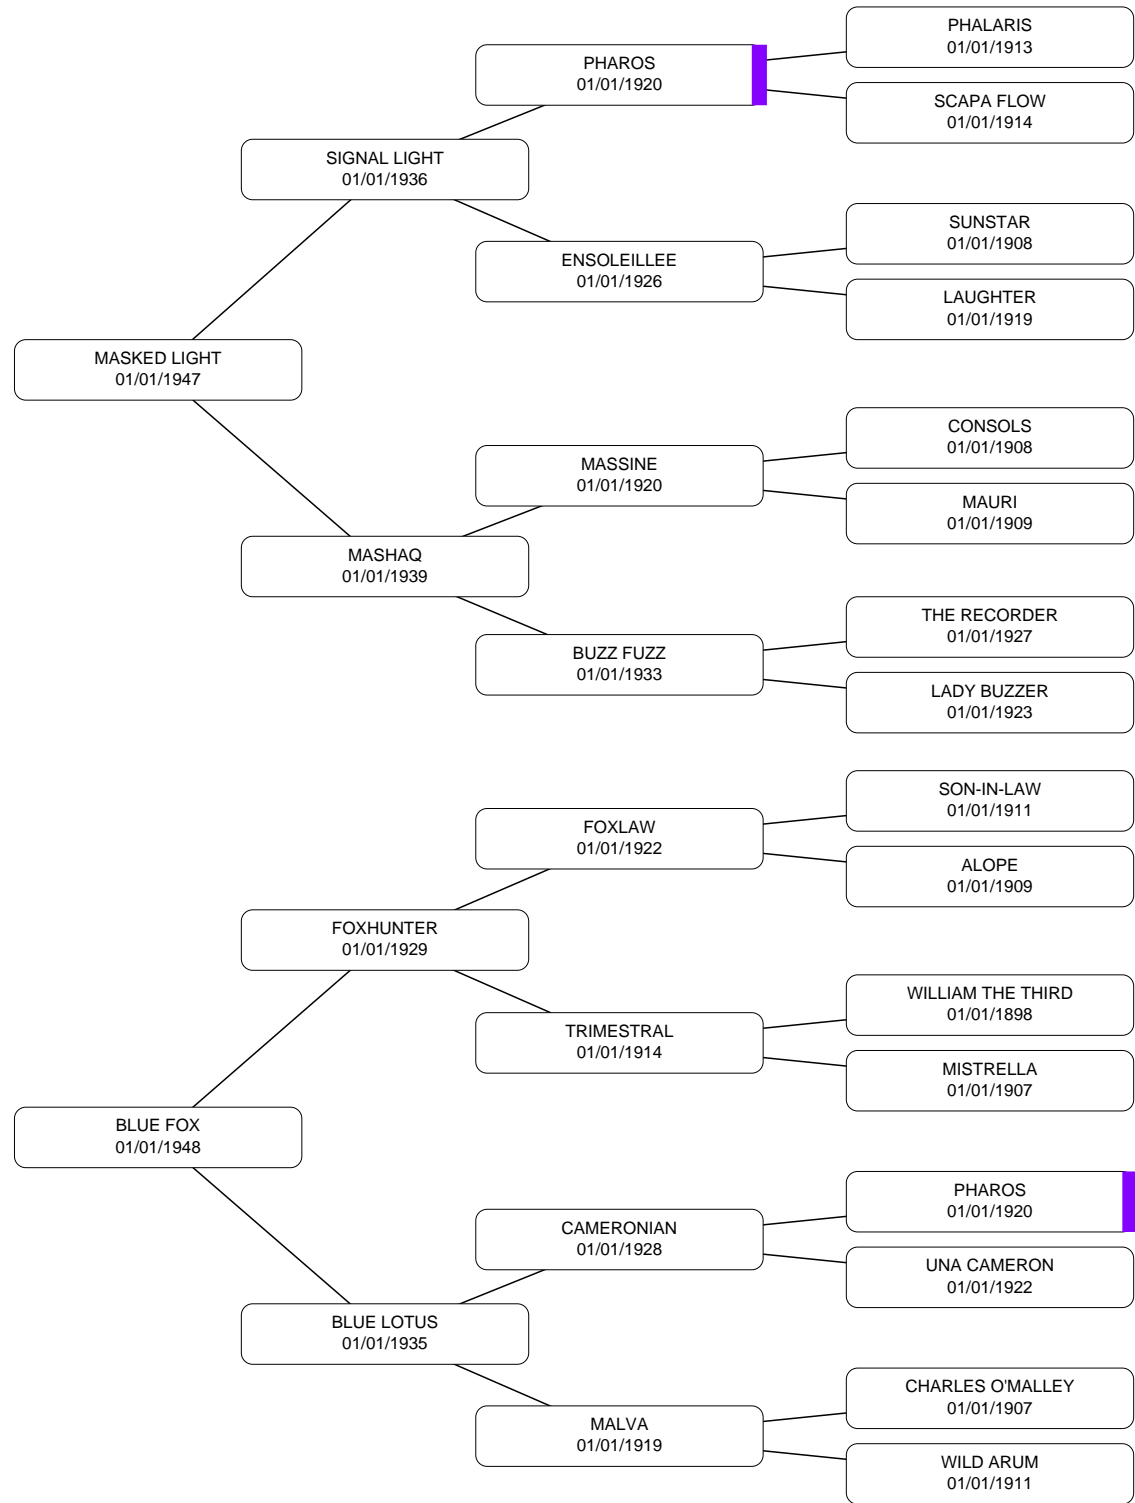 PHALARIS
01/01/1913
PHAROS
01/01/1920
SCAPA FLOW
01/01/1914
SIGNAL LIGHT
01/01/1936
SUNSTAR
01/01/1908
ENSOLEILLEE
01/01/1926
LAUGHTER
01/01/1919
MASKED LIGHT
01/01/1947
CONSOLS
01/01/1908
MASSINE
01/01/1920
MAURI
01/01/1909
MASHAQ
01/01/1939
THE RECORDER
01/01/1927
BUZZ FUZZ
01/01/1933
LADY BUZZER
01/01/1923
SON-IN-LAW
01/01/1911
FOXLAW
01/01/1922
ALOPE
01/01/1909
FOXHUNTER
01/01/1929
WILLIAM THE THIRD
01/01/1898
TRIMESTRAL
01/01/1914
MISTRELLA
01/01/1907
BLUE FOX
01/01/1948
PHAROS
01/01/1920
CAMERONIAN
01/01/1928
UNA CAMERON
01/01/1922
BLUE LOTUS
01/01/1935
CHARLES O'MALLEY
01/01/1907
MALVA
01/01/1919
WILD ARUM
01/01/1911